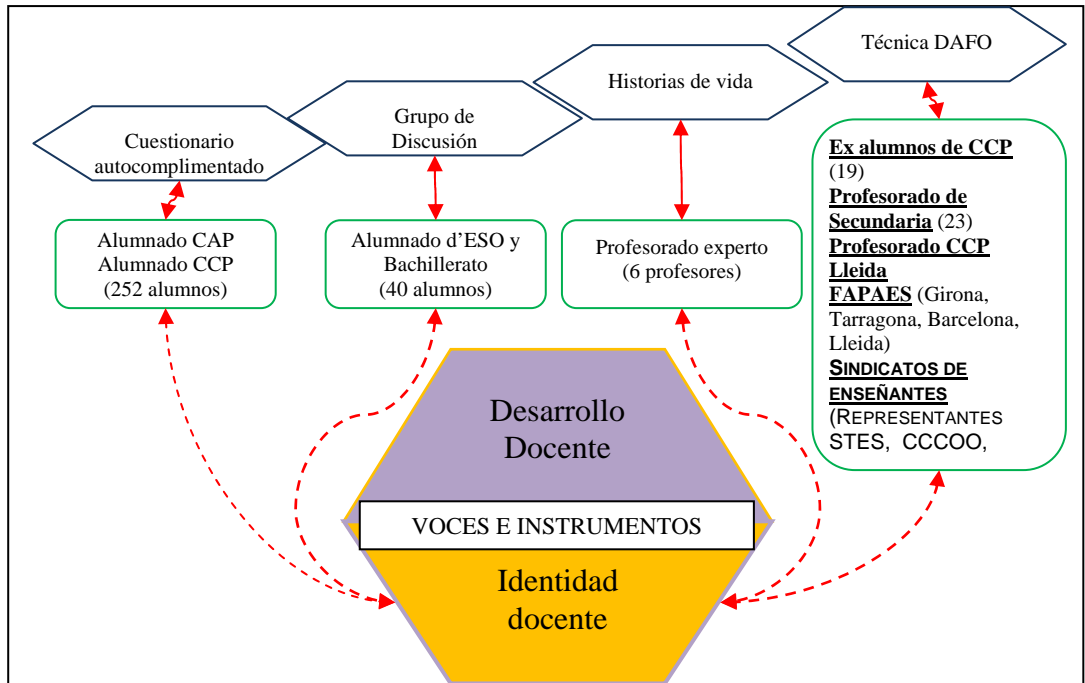 Técnica DAFO
Historias de vida
Grupo de
Discusión
Cuestionario
autocomplimentado
Alumnado CAP
Alumnado CCP
(252 alumnos)
Alumnado d'ESO y
Bachillerato
(40 alumnos)
Profesorado experto
(6 profesores)
Ex alumnos de CCP
(19)
Profesorado de
Secundaria (23)
Profesorado CCP
Lleida
FAPAES (Girona,
Tarragona, Barcelona,
Lleida)
SINDICATOS DE
ENSEÑANTES
(REPRESENTANTES
STES, CCCOO,
Desarrollo
Docente
VOCES E INSTRUMENTOS
Identidad
docente